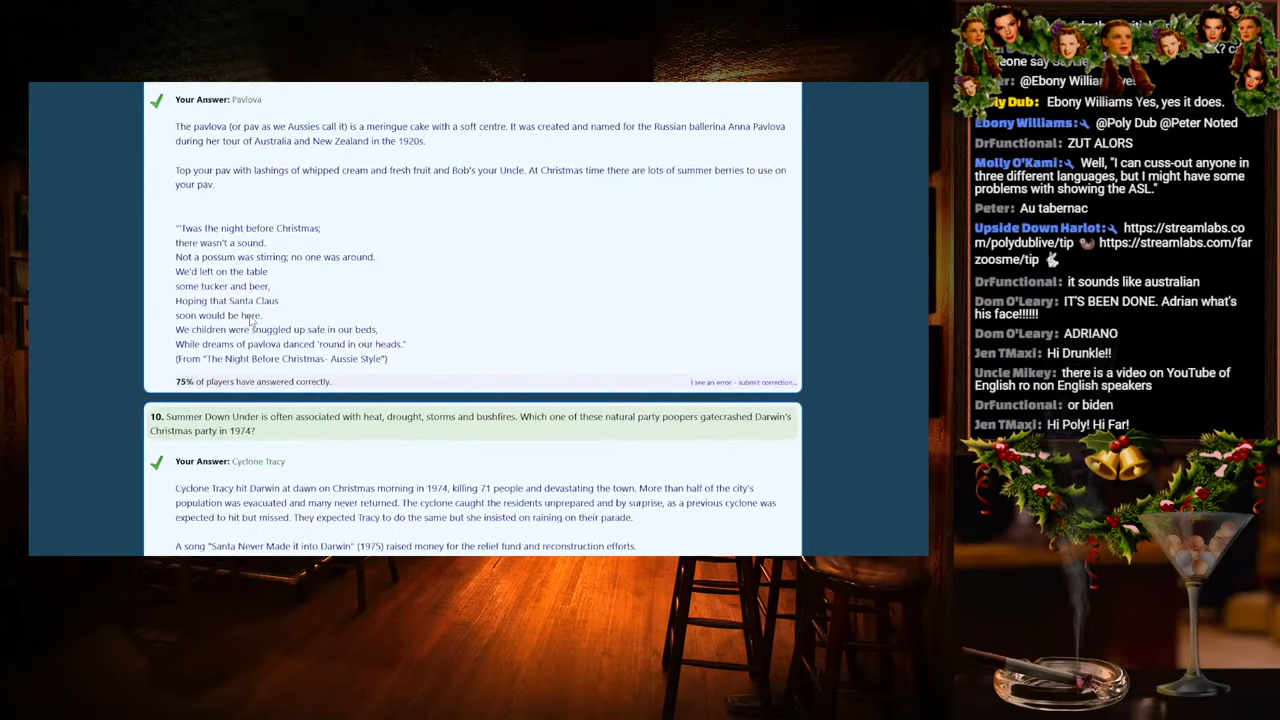 Your Answer: Pavlova
The pavlova (or pav as we Aussies call it) is a meringue cake with a soft centre. It was created and named for the Russian ballerina Anna Pavlova
during her tour of Australia and New Zealand in the 1920s.
Top your pav with lashings of whipped cream and fresh fruit and Bob's your Uncle. At Christmas time there are lots of summer berries to use on
your pav.
"'Twas the night before Christmas;
there wasn't a sound.
Not a possum was stirring; no one was around.
We'd left on the table
some tucker and beer,
Hoping that Santa Claus
soon would be here.
We children were snuggled up safe in our beds,
While dreams of pavlova danced 'round in our heads."
(From "The Night Before Christmas- Aussie Style")
75% of players have answered correctly.
I see an error - submit correction...
10. Summer Down Under is often associated with heat, drought, storms and bushfires. Which one of these natural party poopers gatecrashed Darwin's
Christmas party in 1974?
Your Answer: Cyclone Tracy
Cyclone Tracy hit Darwin at dawn on Christmas morning in 1974, killing 71 people and devastating the town. More than half of the city's
population was evacuated and many never returned. The cyclone caught the residents unprepared and by surprise, as a previous cyclone was
expected to hit but missed. They expected Tracy to do the same but she insisted on raining on their parade.
A song "Santa Never Made it into Darwin" (1975) raised money for the relief fund and reconstruction efforts.
say
@Ebony
Dub: Ebony Williams Yes, yes it does.
Ebony Williams: @Poly Dub @Peter Noted
DrFunctional: ZUT ALORS
Molly O'Kami: Well, "I can cuss-out anyone in
three different languages, but I might have some
problems with showing the ASL."
Peter: Au tabernac
Upside Down Harlot: https://streamlabs.co
m/polydublive/tip https://streamlabs.com/far
zoosme/tip
DrFunctional: it sounds like australian
Dom O'Leary: IT'S BEEN DONE. Adrian what's
his face!!!!!!
Dom O'Leary: ADRIANO
Jen TMaxi: Hi Drunkle!!
Uncle Mikey: there is a video on YouTube of
English ro non English speakers
DrFunctional: or biden
Jen TMaxi: Hi Poly! Hi Far!